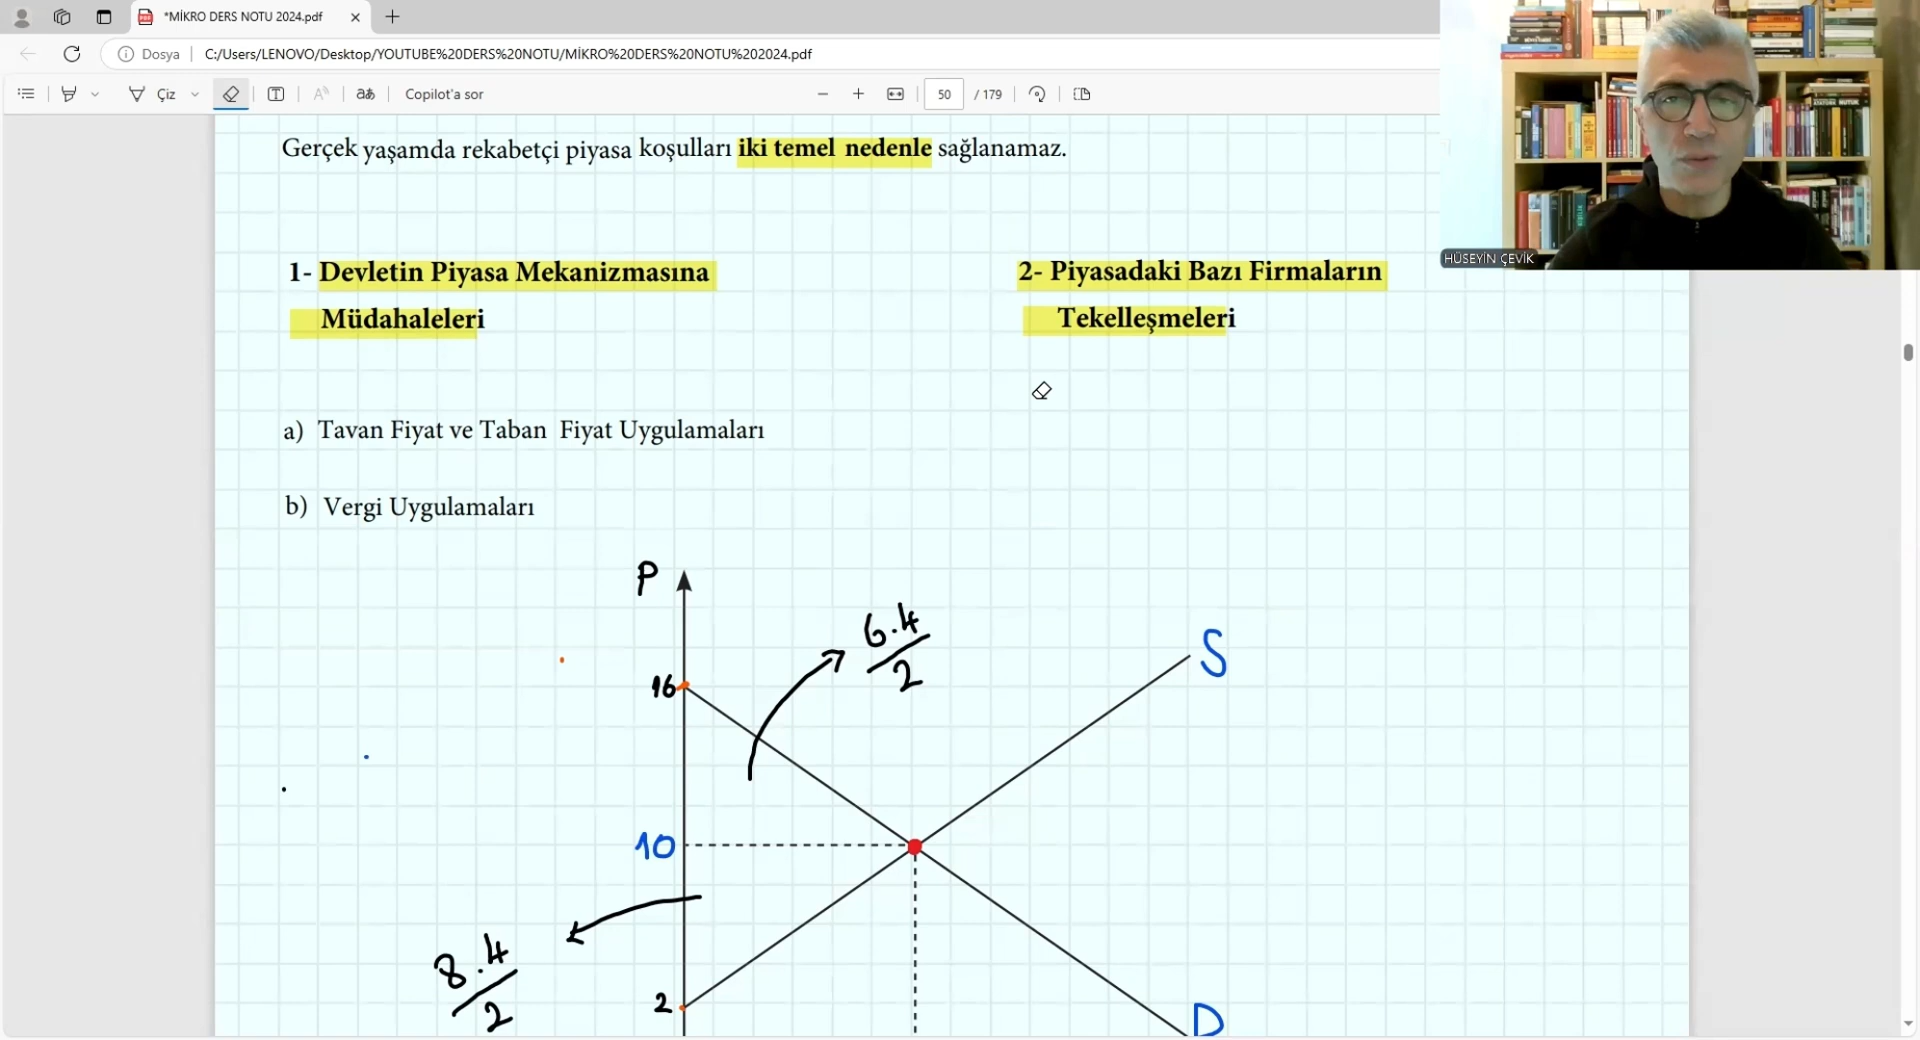 *MİKRO DERS NOTU 2024.pdf
Dosya
C:/Users/LENOVO/Desktop/YOUTUBE%20DERS%20NOTU/MİKRO%20DERS%20NOTU%202024.pdf
Çiz
aあ
Copilot'a sor
50 / 179
HÜSEYİN ÇEVİK
Gerçek yaşamda rekabetçi piyasa koşulları iki temel nedenle sağlanamaz.
1- Devletin Piyasa Mekanizmasına
Müdahaleleri
2- Piyasadaki Bazı Firmaların
Tekelleşmeleri
a) Tavan Fiyat ve Taban Fiyat Uygulamaları
b) Vergi Uygulamaları
P
6.4
2
S
16
10
8.4
2
2
D